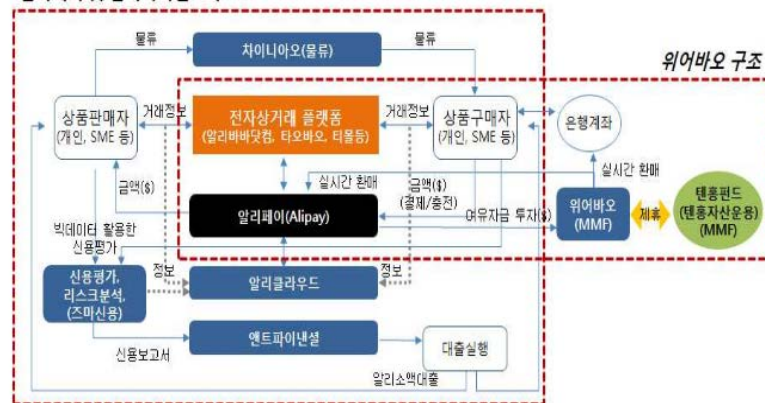 물류
차이니아오(물류)
물류
위어바오 구조
상품판매자
(개인, SME 등)
거래정보
전자상거래 플랫폼
(알리바바닷컴, 타오바오, 티몰등)
거래정보
상품구매자
(개인, SME 등)
은행계좌
금액($)
실시간 환매
금액($)
(결제/충전)
실시간 환매
알리페이(Alipay)
여유자금 투자($)
위어바오
(MMF)
제휴
텐홍펀드
(텐홍자산운용)
(MMF)
빅데이터 활용한
신용평가
신용평가,
리스크분석,
(즈마신용)
정보
알리클라우드
정보
앤트파이낸셜
대출실행
신용보고서
알리소액대출